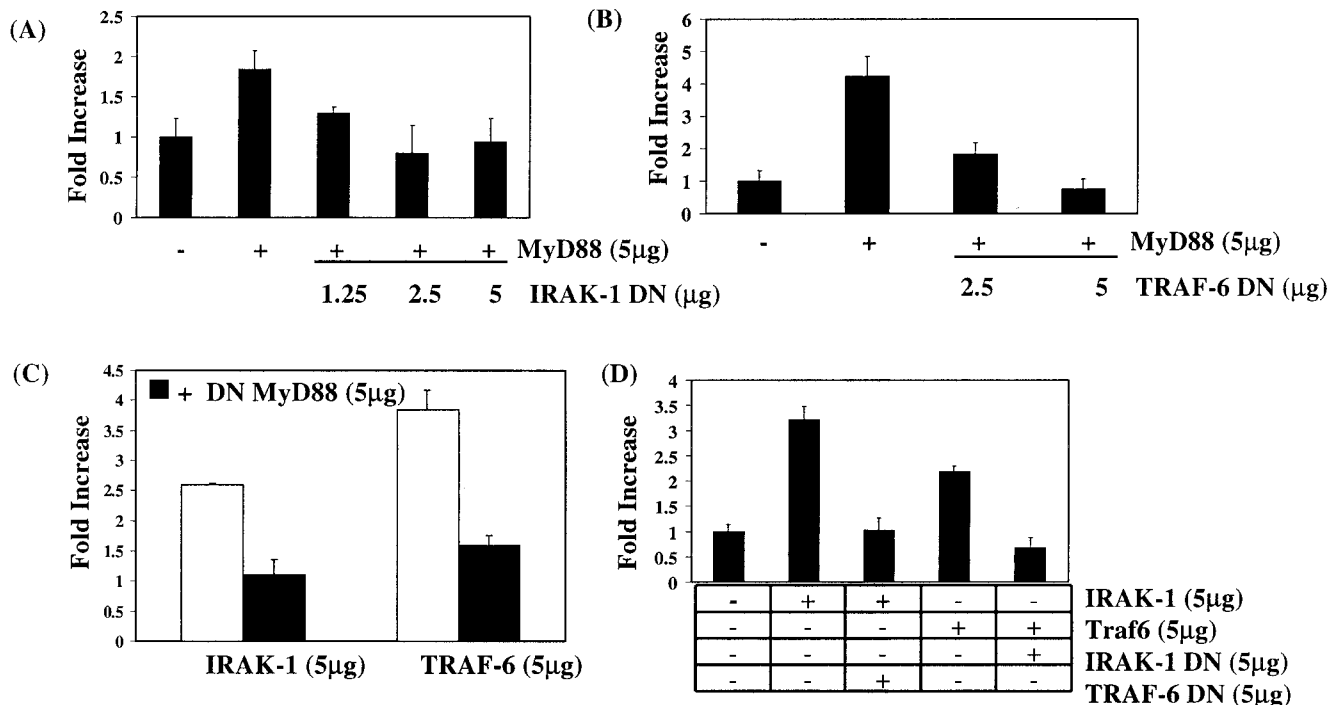 (A)
Fold Increase
2.5
2
1.5
1
0.5
0
- + + + + MyD88 (5μg)
1.25 2.5 5 IRAK-1 DN (μg)
(B)
Fold Increase
6
5
4
3
2
1
0
- + + + MyD88 (5μg)
2.5 5 TRAF-6 DN (μg)
(C)
Fold Increase
4.5
4
3.5
3
2.5
2
1.5
1
0.5
0
+ DN MyD88 (5μg)
IRAK-1 (5μg) TRAF-6 (5μg)
(D)
Fold Increase
4
3.5
3
2.5
2
1.5
1
0.5
0
- + + - - IRAK-1 (5μg)
- - - + + Traf6 (5μg)
- - - - + IRAK-1 DN (5μg)
- - + - - TRAF-6 DN (5μg)